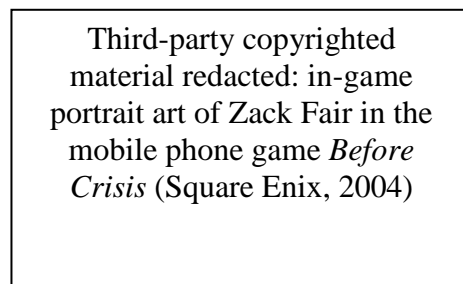 Third-party copyrighted
material redacted: in-game
portrait art of Zack Fair in the
mobile phone game Before
Crisis (Square Enix, 2004)